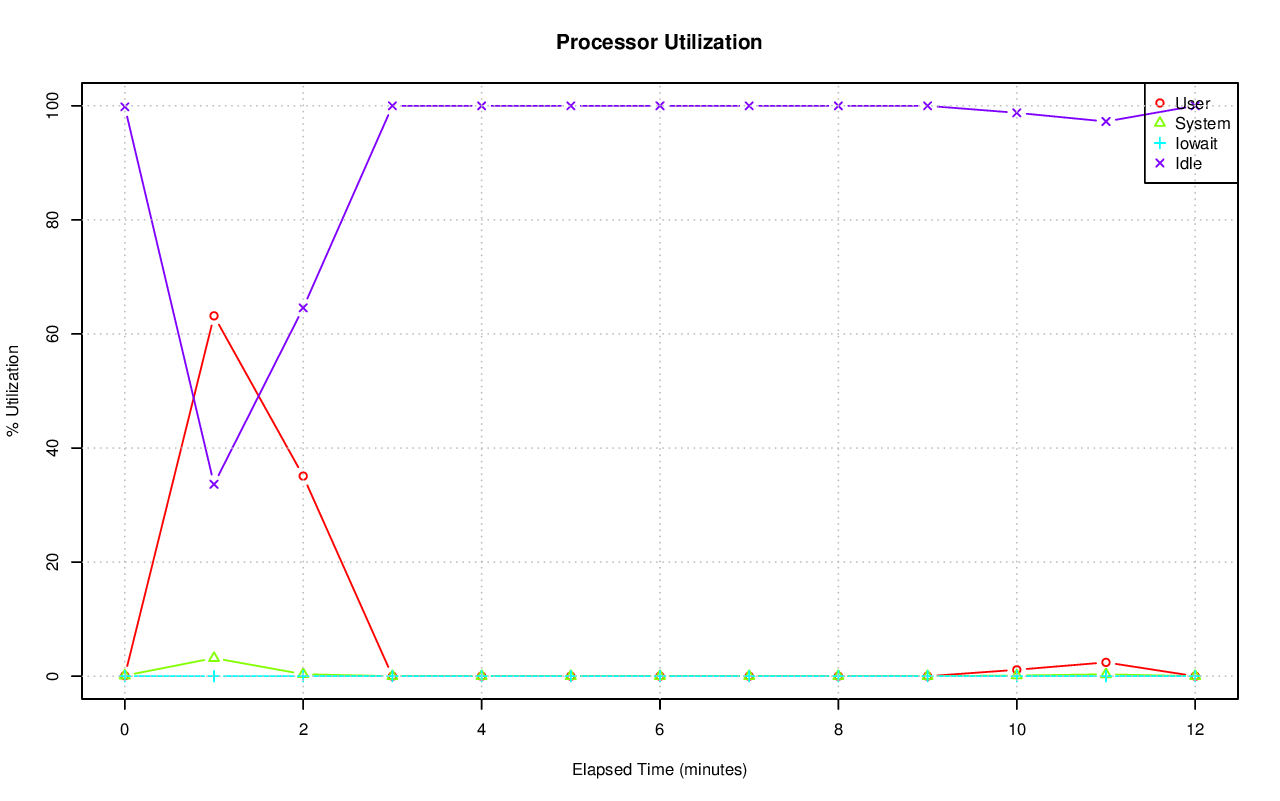 Processor Utilization
100
80
60
40
20
0
% Utilization
User
System
Iowait
Idle
0 2 4 6 8 10 12
Elapsed Time (minutes)